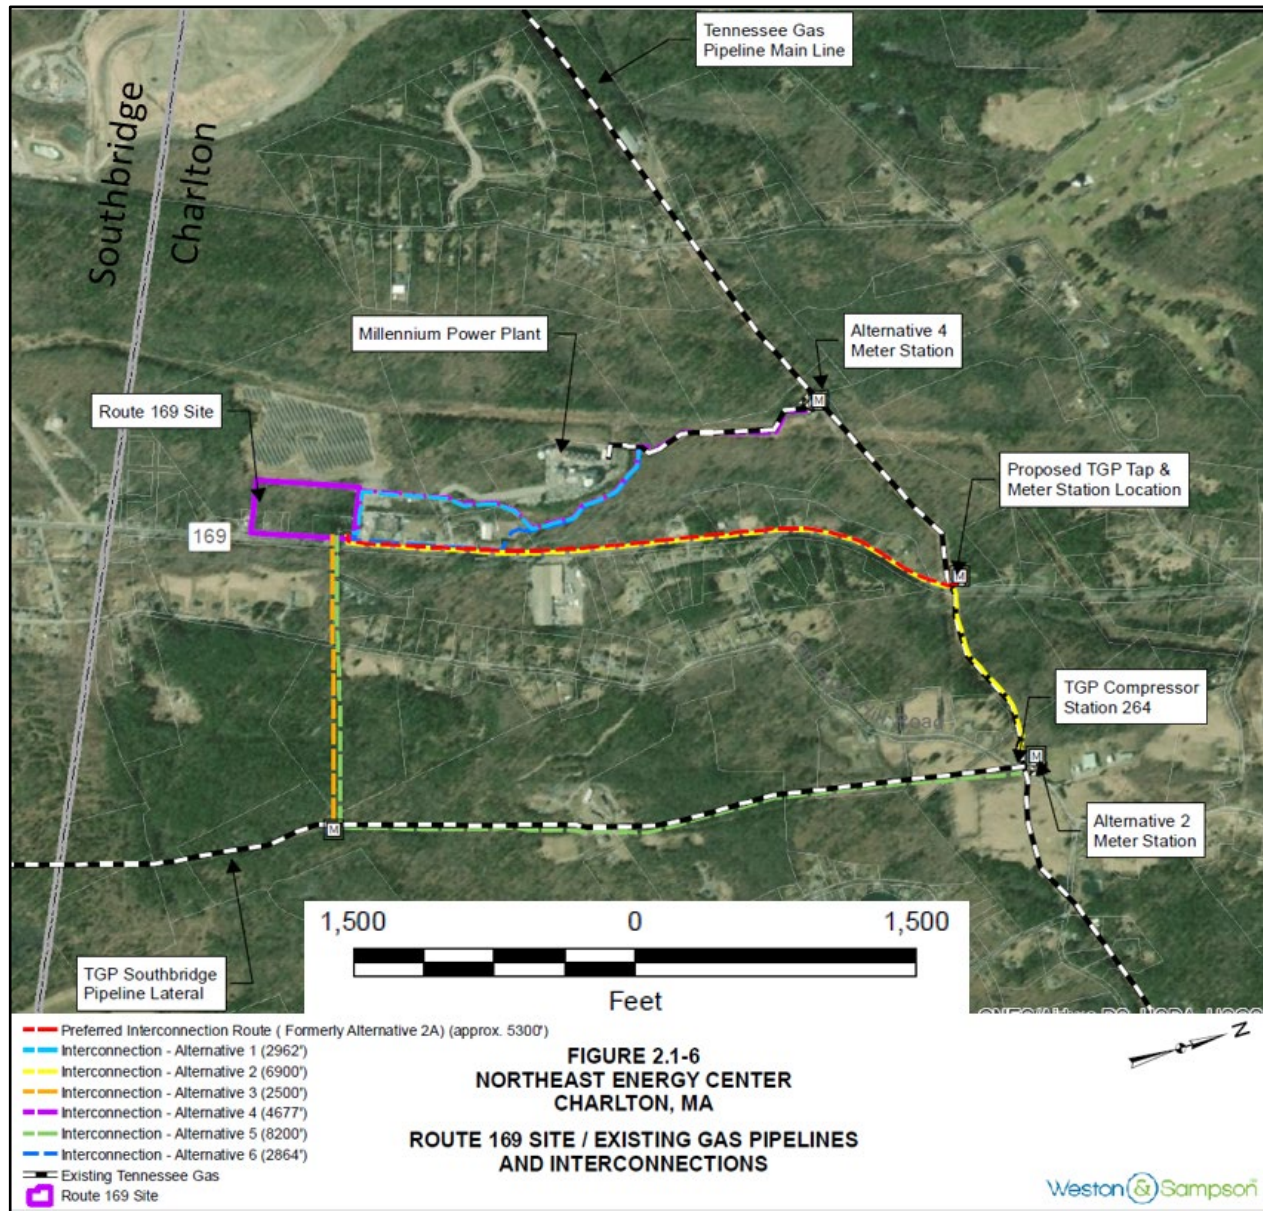 Tennessee Gas
Pipeline Main Line
Southbridge
Charlton
Millennium Power Plant
Alternative 4
Meter Station
M
Route 169 Site
Proposed TGP Tap &
Meter Station Location
169
M
TGP Compressor
Station 264
Road
M
M
Alternative 2
Meter Station
TGP Southbridge
Pipeline Lateral
1,500 0 1,500
Feet
Preferred Interconnection Route ( Formerly Alternative 2A) (approx. 5300')
Interconnection - Alternative 1 (2962')
Interconnection - Alternative 2 (6900')
Interconnection - Alternative 3 (2500')
Interconnection - Alternative 4 (4677')
Interconnection - Alternative 5 (8200')
Interconnection - Alternative 6 (2864')
Existing Tennessee Gas
Route 169 Site
FIGURE 2.1-6
NORTHEAST ENERGY CENTER
CHARLTON, MA
ROUTE 169 SITE / EXISTING GAS PIPELINES
AND INTERCONNECTIONS
N
Weston & Sampson